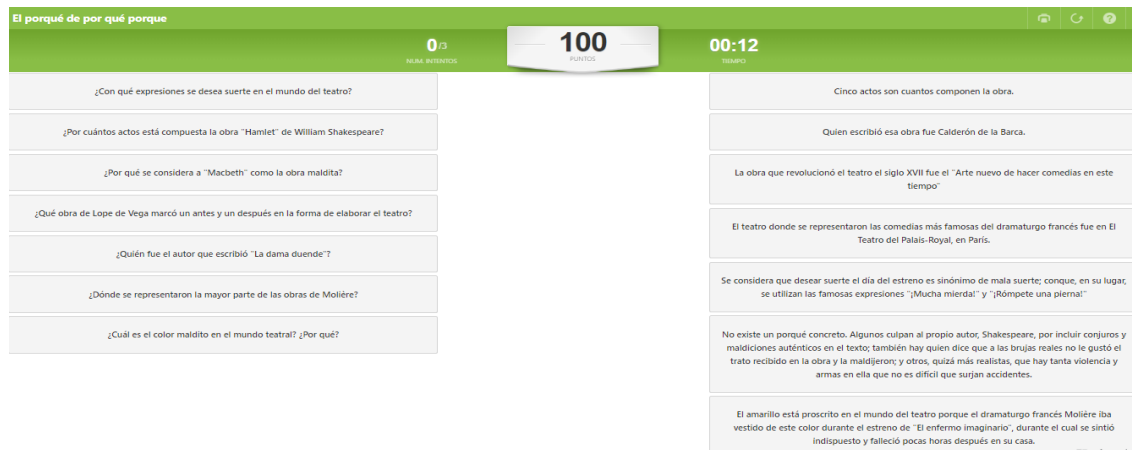 El porqué de por qué porque
0/3
NUM. INTENTOS
100
PUNTOS
00:12
TIEMPO
¿Con qué expresiones se desea suerte en el mundo del teatro?
¿Por cuántos actos está compuesta la obra "Hamlet" de William Shakespeare?
¿Por qué se considera a "Macbeth" como la obra maldita?
¿Qué obra de Lope de Vega marcó un antes y un después en la forma de elaborar el teatro?
¿Quién fue el autor que escribió "La dama duende"?
¿Dónde se representaron la mayor parte de las obras de Molière?
¿Cuál es el color maldito en el mundo teatral? ¿Por qué?
Cinco actos son cuantos componen la obra.
Quien escribió esa obra fue Calderón de la Barca.
La obra que revolucionó el teatro el siglo XVII fue el "Arte nuevo de hacer comedias en este
tiempo"
El teatro donde se representaron las comedias más famosas del dramaturgo francés fue en El
Teatro del Palais-Royal, en París.
Se considera que desear suerte el día del estreno es sinónimo de mala suerte; conque, en su lugar,
se utilizan las famosas expresiones "¡Mucha mierda!" y "¡Rómpete una pierna!"
No existe un porqué concreto. Algunos culpan al propio autor, Shakespeare, por incluir conjuros y
maldiciones auténticos en el texto; también hay quien dice que a las brujas reales no le gustó el
trato recibido en la obra y la maldijeron; y otros, quizá más realistas, que hay tanta violencia y
armas en ella que no es difícil que surjan accidentes.
El amarillo está proscrito en el mundo del teatro porque el dramaturgo francés Molière iba
vestido de este color durante el estreno de "El enfermo imaginario", durante el cual se sintió
indispuesto y falleció pocas horas después en su casa.